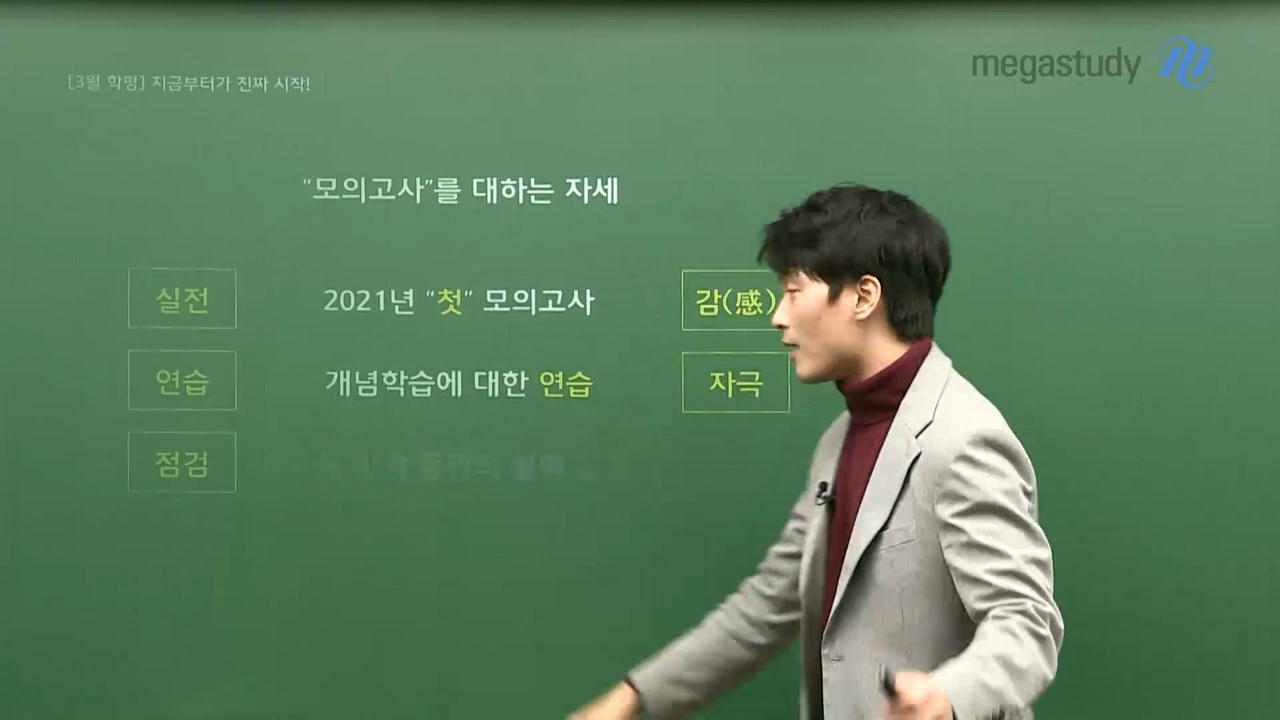 megastudy
[3월 학평] 지금부터가 진짜 시작!
“모의고사”를 대하는 자세
실전 2021년 “첫” 모의고사 감(感)
연습 개념학습에 대한 연습 자극
점검